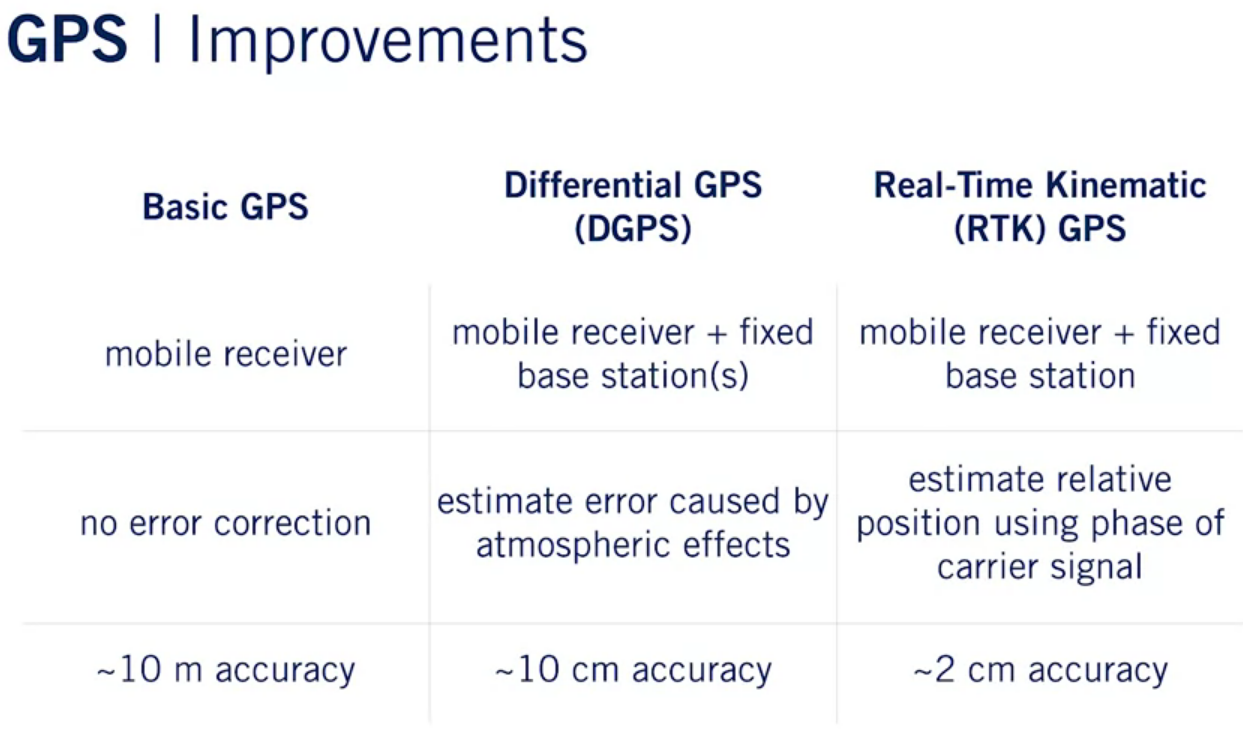 GPS | Improvements
Basic GPS
Differential GPS
(DGPS)
Real-Time Kinematic
(RTK) GPS
mobile receiver
mobile receiver + fixed
base station(s)
mobile receiver + fixed
base station
no error correction
estimate error caused by
atmospheric effects
estimate relative
position using phase of
carrier signal
~10 m accuracy
~10 cm accuracy
~2 cm accuracy